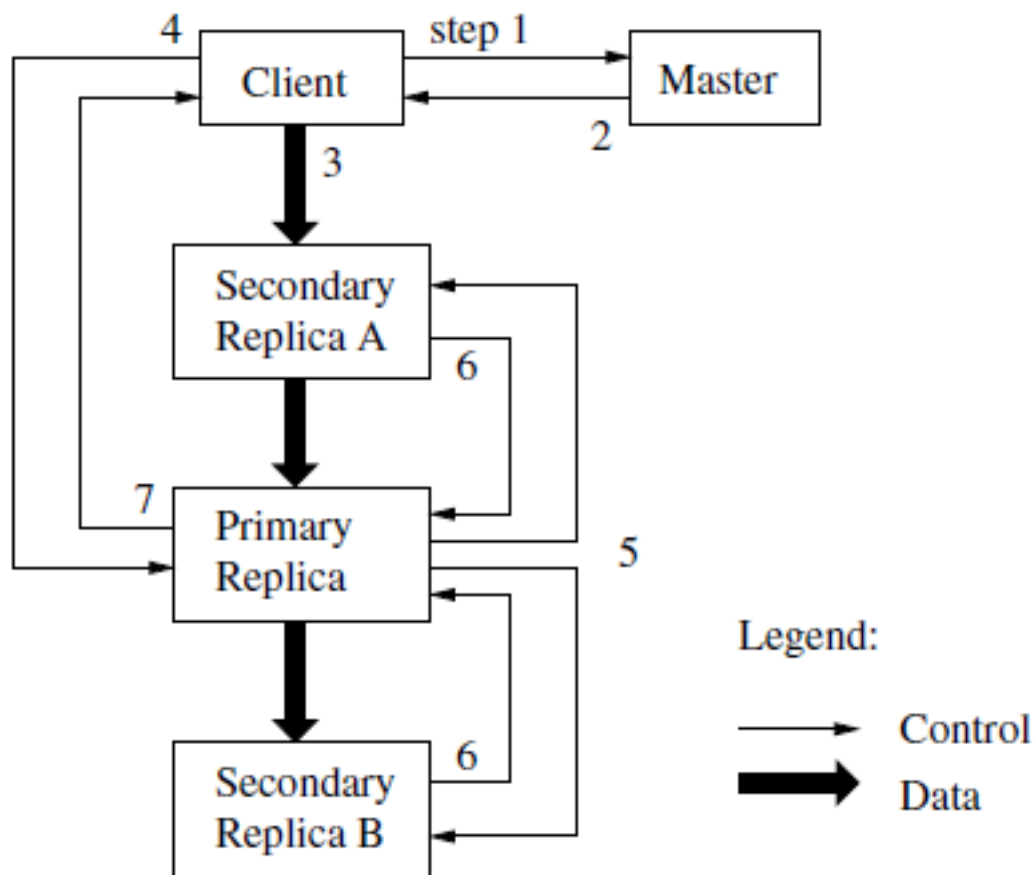 4
step 1
Client
Master
2
3
Secondary
Replica A
6
7
Primary
Replica
5
Legend:
Control
6
Secondary
Replica B
Data